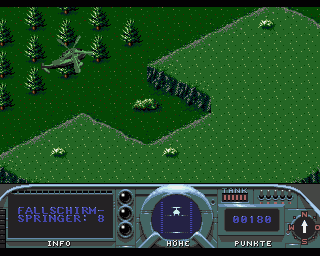 TANK
FALLSCHIRM-
SPRINGER: 8
00180
N
W O
S
INFO
HÖHE
PUNKTE